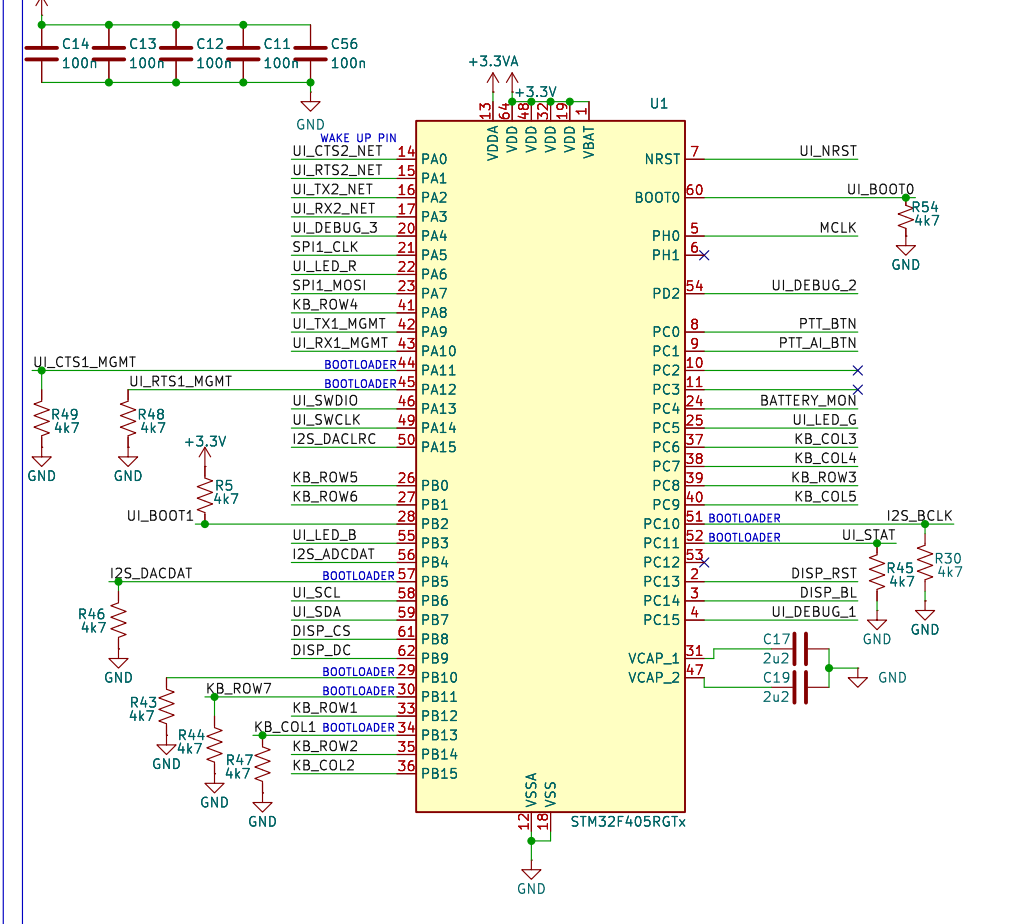 C14 C13 C12 C11 C56
100n 100n 100n 100n 100n
GND
+3.3VA
+3.3V
U1
13 64 48 32 19 1
VDDA VDD VDD VDD VDD VBAT
WAKE UP PIN
UI_CTS2_NET 14 PA0
UI_RTS2_NET 15 PA1
UI_TX2_NET 16 PA2
UI_RX2_NET 17 PA3
UI_DEBUG_3 20 PA4
SPI1_CLK 21 PA5
UI_LED_R 22 PA6
SPI1_MOSI 23 PA7
KB_ROW4 41 PA8
UI_TX1_MGMT 42 PA9
UI_RX1_MGMT 43 PA10
UI_CTS1_MGMT BOOTLOADER 44 PA11
UI_RTS1_MGMT BOOTLOADER 45 PA12
UI_SWDIO 46 PA13
UI_SWCLK 49 PA14
I2S_DACLRC 50 PA15
R49
4k7
GND
R48
4k7
GND
+3.3V
R5
4k7
KB_ROW5 26 PB0
KB_ROW6 27 PB1
UI_BOOT1 28 PB2
UI_LED_B 55 PB3
I2S_ADCDAT 56 PB4
I2S_DACDAT BOOTLOADER 57 PB5
UI_SCL 58 PB6
UI_SDA 59 PB7
DISP_CS 61 PB8
DISP_DC 62 PB9
BOOTLOADER 29 PB10
KB_ROW7 BOOTLOADER 30 PB11
KB_ROW1 33 PB12
KB_COL1 BOOTLOADER 34 PB13
KB_ROW2 35 PB14
KB_COL2 36 PB15
R46
4k7
GND
R43
4k7
GND
R44
4k7
GND
R47
4k7
GND
NRST 7 UI_NRST
BOOT0 60 UI_BOOT0
R54
4k7
GND
PH0 5 MCLK
PH1 6
PD2 54 UI_DEBUG_2
PC0 8 PTT_BTN
PC1 9 PTT_AI_BTN
PC2 10
PC3 11
PC4 24 BATTERY_MON
PC5 25 UI_LED_G
PC6 37 KB_COL3
PC7 38 KB_COL4
PC8 39 KB_ROW3
PC9 40 KB_COL5
PC10 51 BOOTLOADER I2S_BCLK
PC11 52 BOOTLOADER UI_STAT
PC12 53
PC13 2 DISP_RST
PC14 3 DISP_BL
PC15 4 UI_DEBUG_1
R45
4k7
GND
R30
4k7
GND
VCAP_1 31
VCAP_2 47
C17
2u2
C19
2u2
GND
VSSA VSS
12 18
STM32F405RGTx
GND